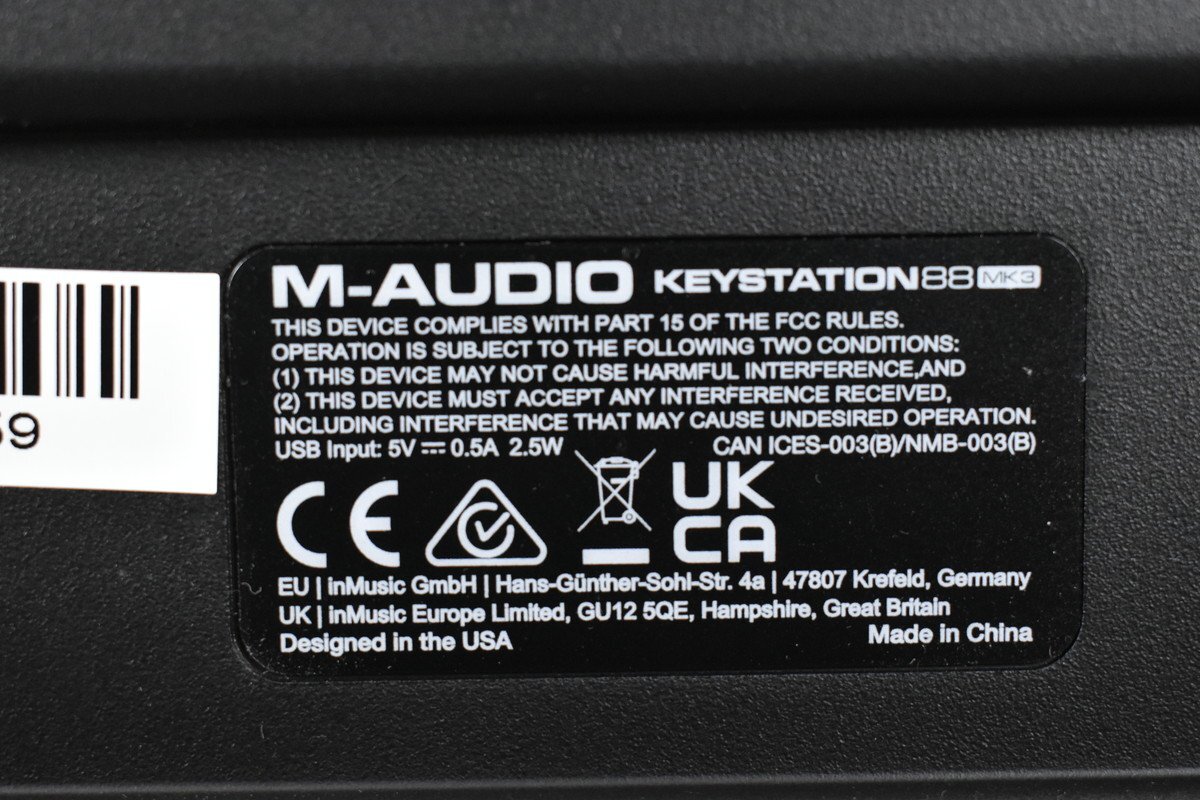 M-AUDIO KEYSTATION88 MK3
THIS DEVICE COMPLIES WITH PART 15 OF THE FCC RULES.
OPERATION IS SUBJECT TO THE FOLLOWING TWO CONDITIONS:
(1) THIS DEVICE MAY NOT CAUSE HARMFUL INTERFERENCE,AND
(2) THIS DEVICE MUST ACCEPT ANY INTERFERENCE RECEIVED,
INCLUDING INTERFERENCE THAT MAY CAUSE UNDESIRED OPERATION.
USB Input: 5V ⎓ 0.5A 2.5W CAN ICES-003(B)/NMB-003(B)
CE UK
CA
EU | inMusic GmbH | Hans-Günther-Sohl-Str. 4a | 47807 Krefeld, Germany
UK | inMusic Europe Limited, GU12 5QE, Hampshire, Great Britain
Designed in the USA Made in China